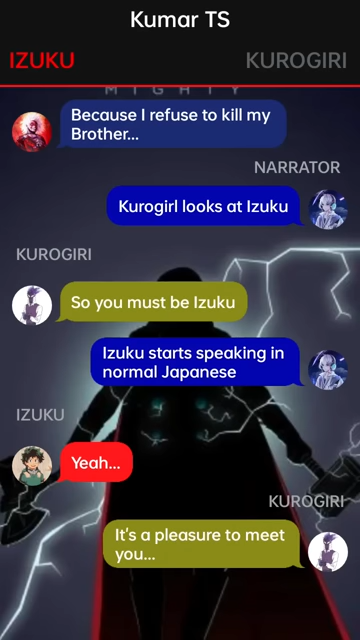 Kumar TS
IZUKU
KUROGIRI
MIGHTY
Because I refuse to kill my
Brother...
NARRATOR
Kurogirl looks at Izuku
KUROGIRI
So you must be Izuku
Izuku starts speaking in
normal Japanese
IZUKU
Yeah...
KUROGIRI
It's a pleasure to meet
you...